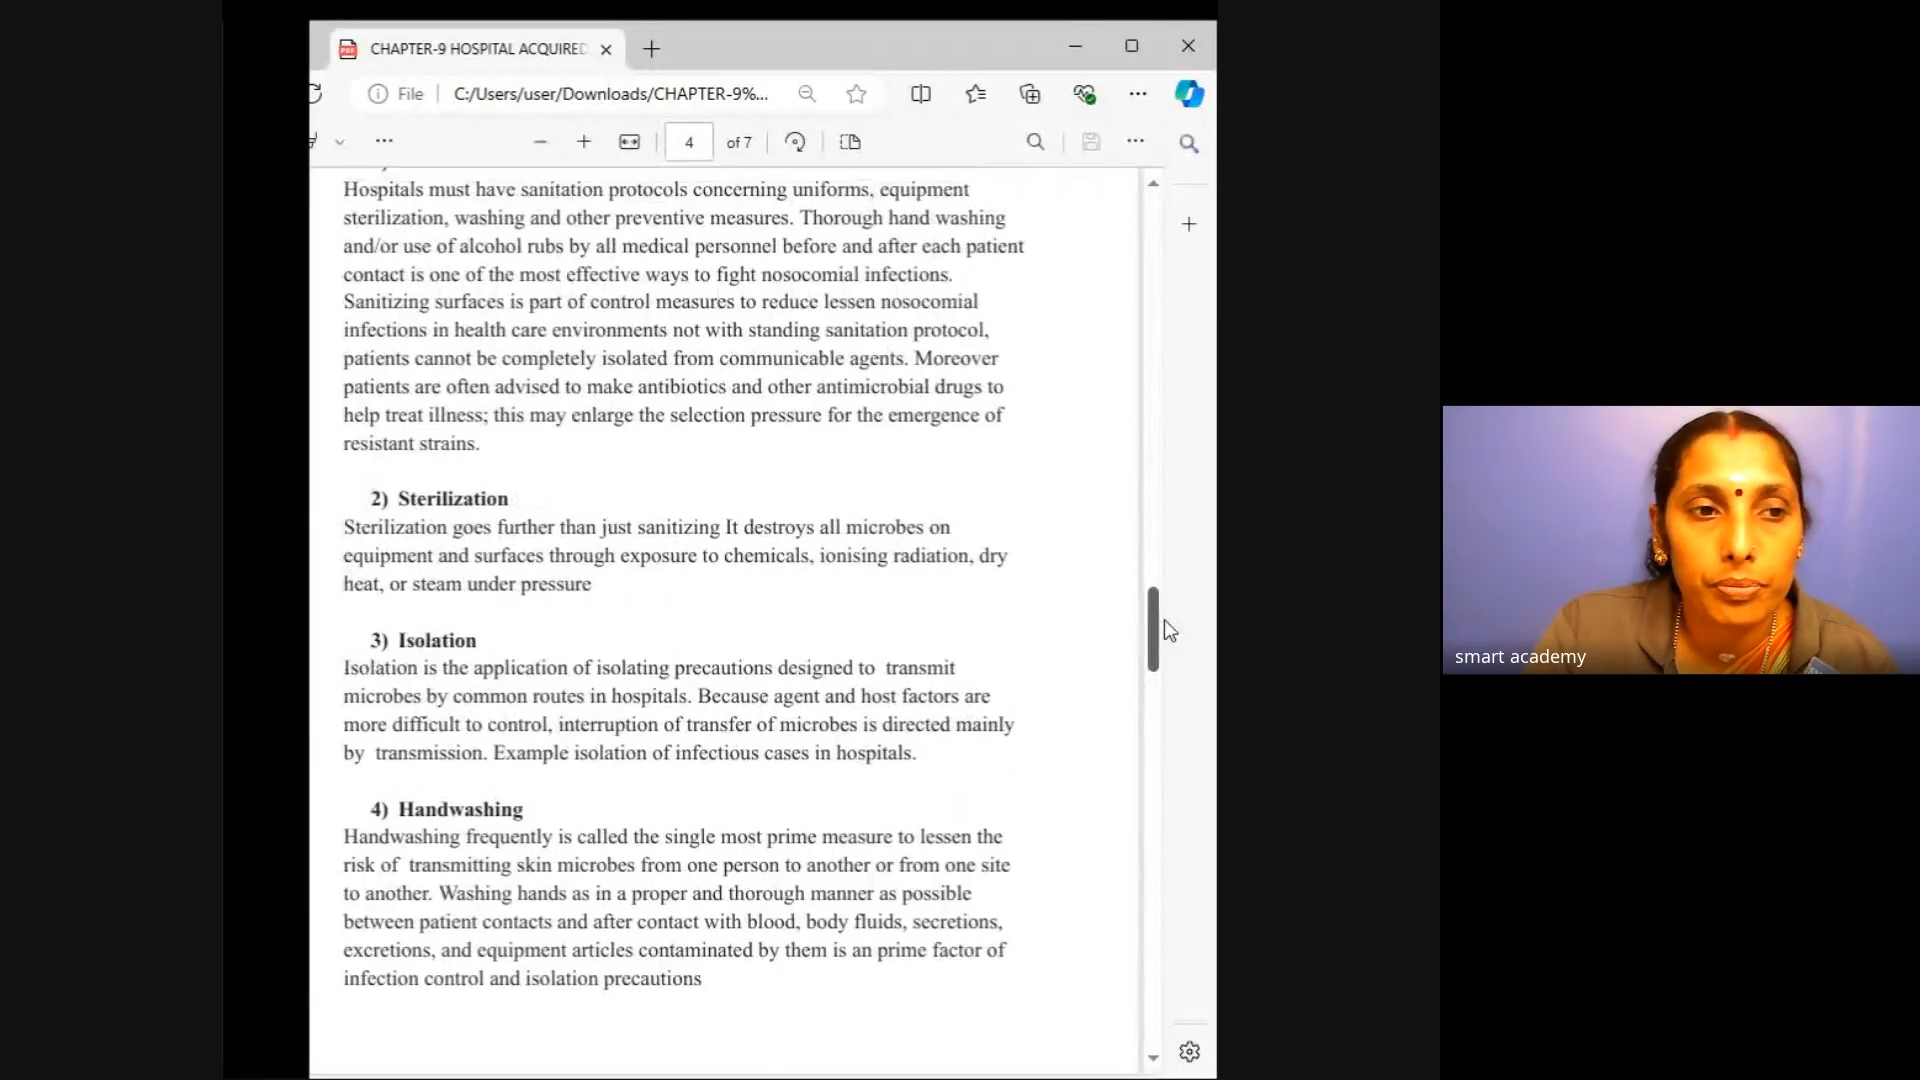 CHAPTER-9 HOSPITAL ACQUIRED
File
C:/Users/user/Downloads/CHAPTER-9%...
4 of 7
Hospitals must have sanitation protocols concerning uniforms, equipment
sterilization, washing and other preventive measures. Thorough hand washing
and/or use of alcohol rubs by all medical personnel before and after each patient
contact is one of the most effective ways to fight nosocomial infections.
Sanitizing surfaces is part of control measures to reduce lessen nosocomial
infections in health care environments not with standing sanitation protocol,
patients cannot be completely isolated from communicable agents. Moreover
patients are often advised to make antibiotics and other antimicrobial drugs to
help treat illness; this may enlarge the selection pressure for the emergence of
resistant strains.
2) Sterilization
Sterilization goes further than just sanitizing It destroys all microbes on
equipment and surfaces through exposure to chemicals, ionising radiation, dry
heat, or steam under pressure
3) Isolation
Isolation is the application of isolating precautions designed to transmit
microbes by common routes in hospitals. Because agent and host factors are
more difficult to control, interruption of transfer of microbes is directed mainly
by transmission. Example isolation of infectious cases in hospitals.
4) Handwashing
Handwashing frequently is called the single most prime measure to lessen the
risk of transmitting skin microbes from one person to another or from one site
to another. Washing hands as in a proper and thorough manner as possible
between patient contacts and after contact with blood, body fluids, secretions,
excretions, and equipment articles contaminated by them is an prime factor of
infection control and isolation precautions
smart academy